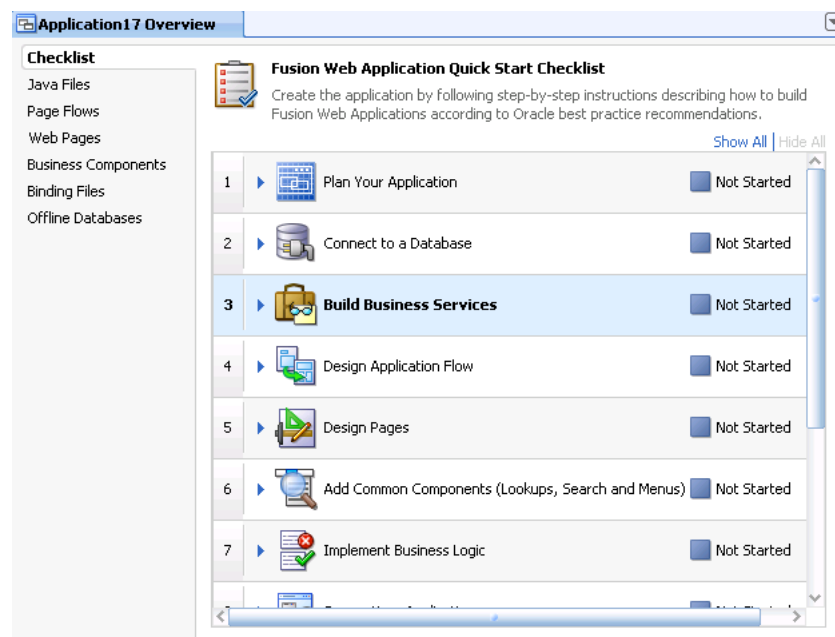 Application17 Overview
Checklist
Java Files
Page Flows
Web Pages
Business Components
Binding Files
Offline Databases
Fusion Web Application Quick Start Checklist
Create the application by following step-by-step instructions describing how to build
Fusion Web Applications according to Oracle best practice recommendations.
Show All | Hide All
1 Plan Your Application Not Started
2 Connect to a Database Not Started
3 Build Business Services Not Started
4 Design Application Flow Not Started
5 Design Pages Not Started
6 Add Common Components (Lookups, Search and Menus) Not Started
7 Implement Business Logic Not Started